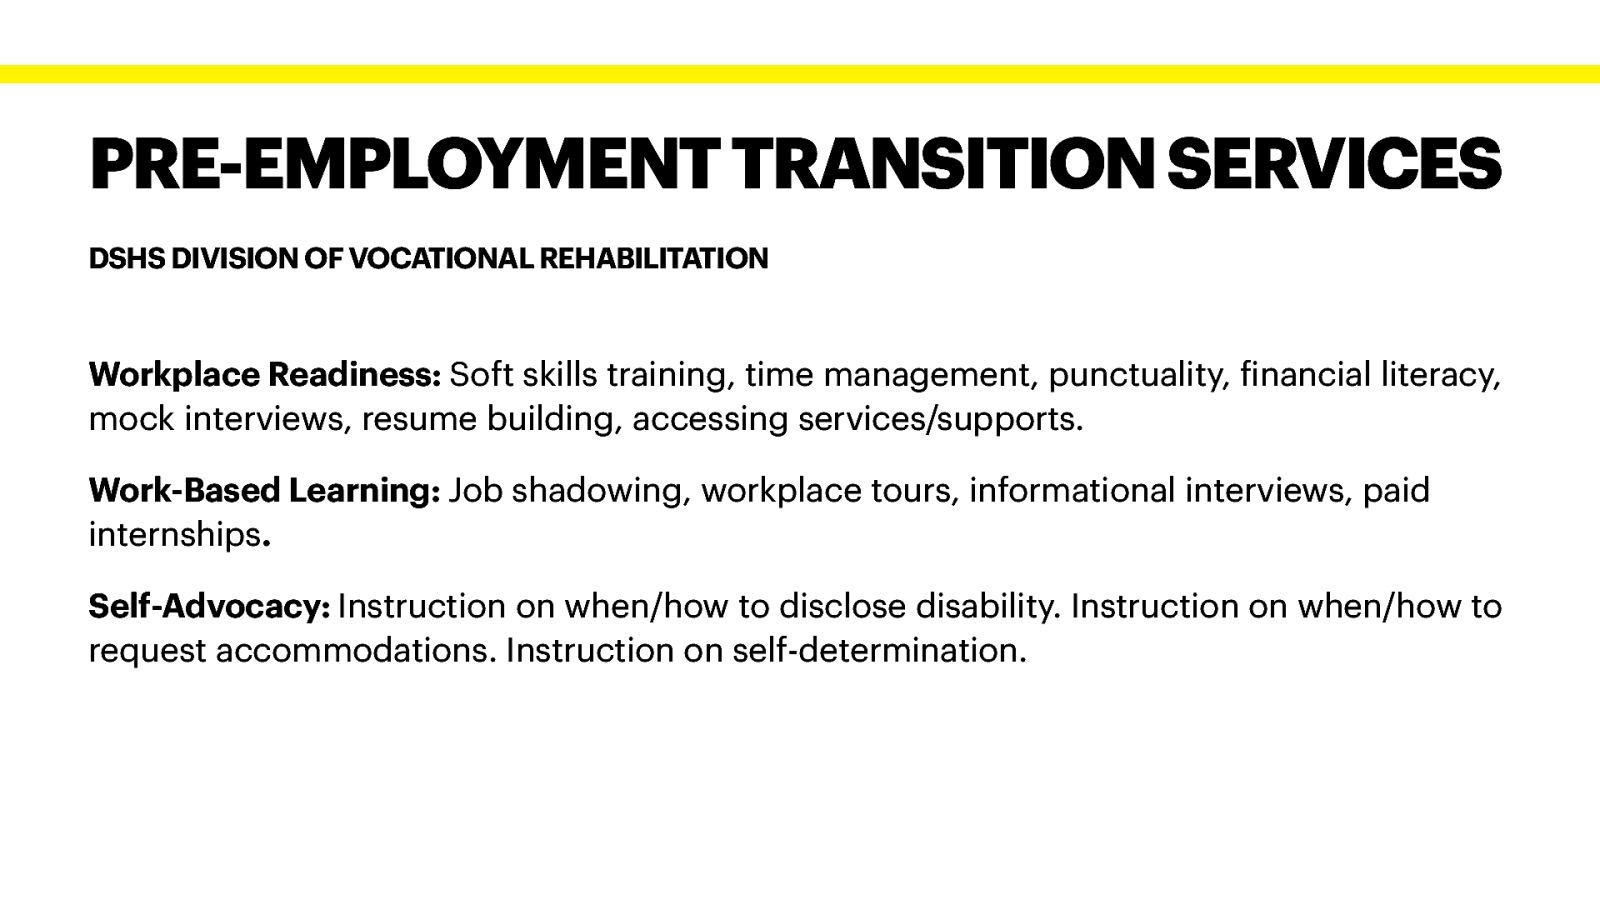 PRE-EMPLOYMENT TRANSITION SERVICES
DSHS DIVISION OF VOCATIONAL REHABILITATION
Workplace Readiness: Soft skills training, time management, punctuality, financial literacy,
mock interviews, resume building, accessing services/supports.
Work-Based Learning: Job shadowing, workplace tours, informational interviews, paid
internships.
Self-Advocacy: Instruction on when/how to disclose disability. Instruction on when/how to
request accommodations. Instruction on self-determination.